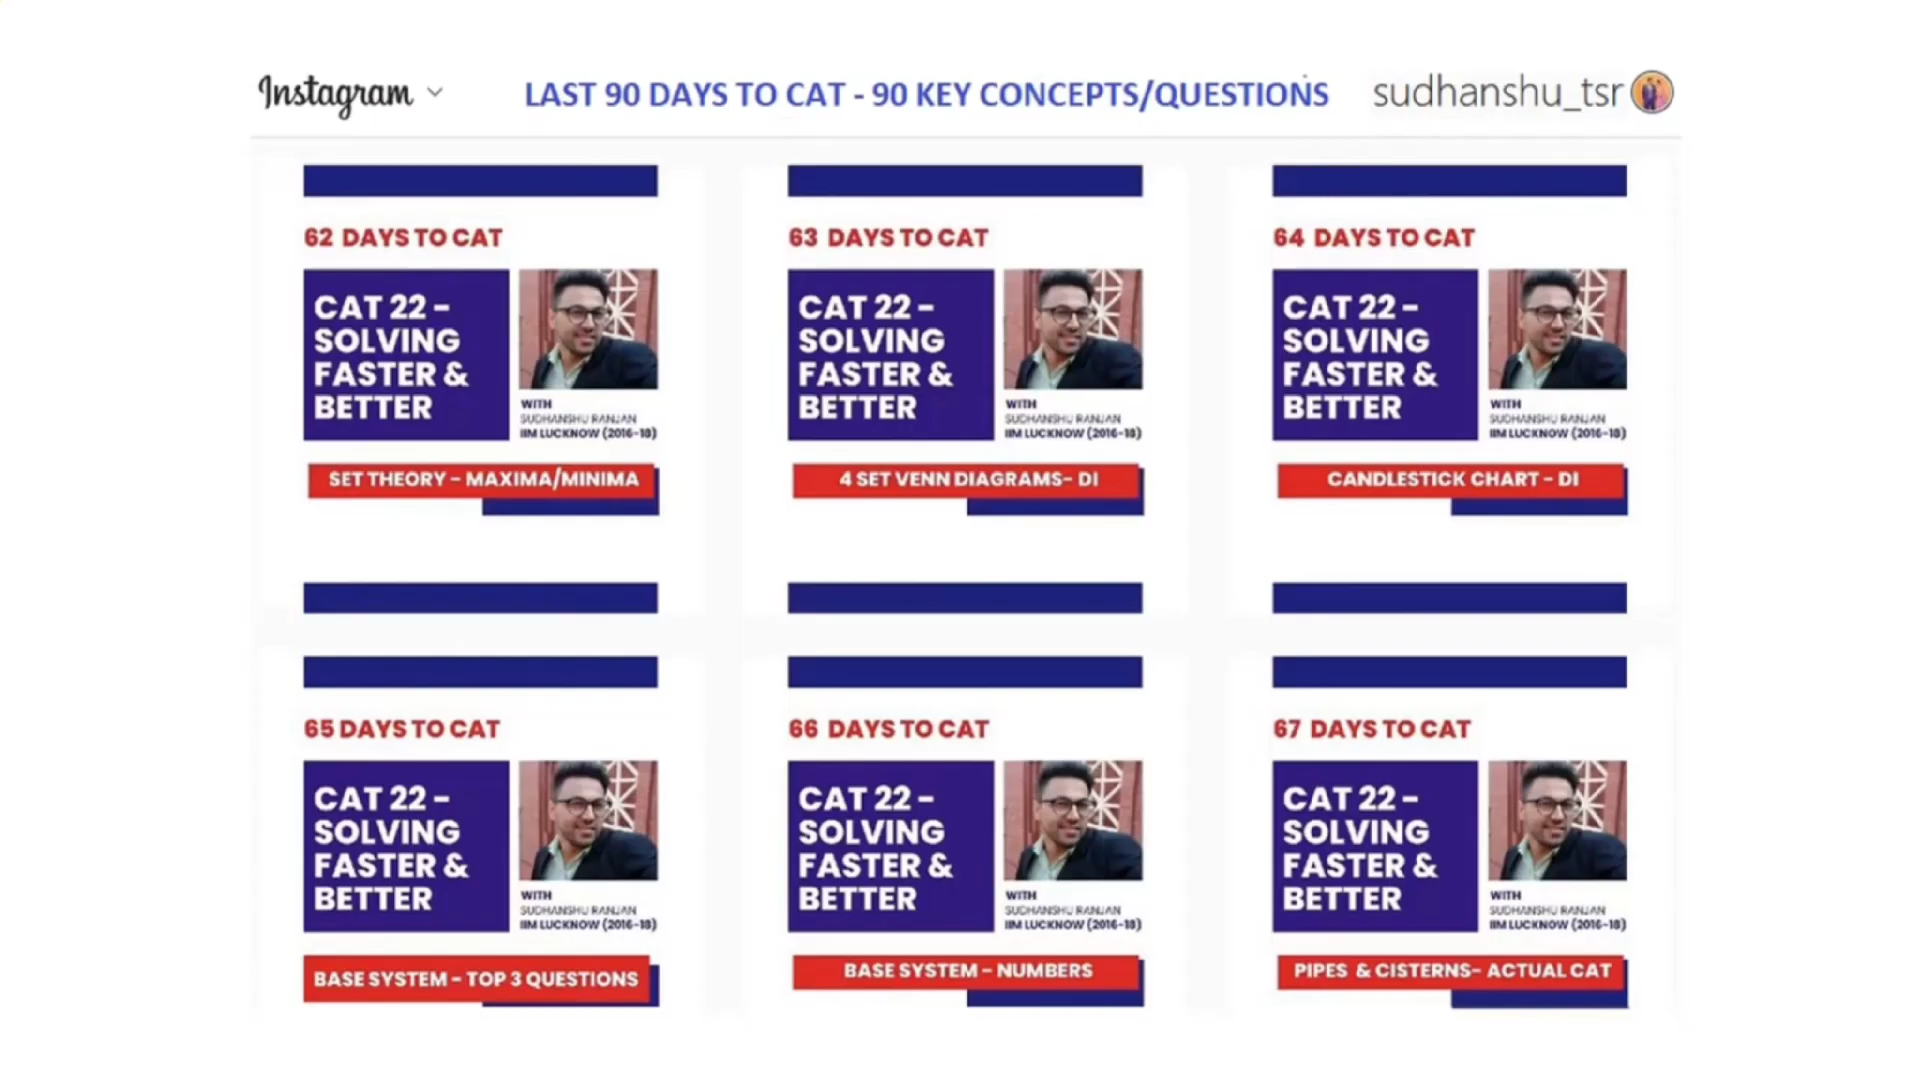 Instagram
LAST 90 DAYS TO CAT - 90 KEY CONCEPTS/QUESTIONS
sudhanshu_tsr
62 DAYS TO CAT
CAT 22 -
SOLVING
FASTER &
BETTER
WITH
SUDHANSHU RANJAN
IIM LUCKNOW (2016-18)
SET THEORY - MAXIMA/MINIMA
63 DAYS TO CAT
CAT 22 -
SOLVING
FASTER &
BETTER
WITH
SUDHANSHU RANJAN
IIM LUCKNOW (2016-18)
4 SET VENN DIAGRAMS- DI
64 DAYS TO CAT
CAT 22 -
SOLVING
FASTER &
BETTER
WITH
SUDHANSHU RANJAN
IIM LUCKNOW (2016-18)
CANDLESTICK CHART - DI
65 DAYS TO CAT
CAT 22 -
SOLVING
FASTER &
BETTER
WITH
SUDHANSHU RANJAN
IIM LUCKNOW (2016-18)
BASE SYSTEM - TOP 3 QUESTIONS
66 DAYS TO CAT
CAT 22 -
SOLVING
FASTER &
BETTER
WITH
SUDHANSHU RANJAN
IIM LUCKNOW (2016-18)
BASE SYSTEM - NUMBERS
67 DAYS TO CAT
CAT 22 -
SOLVING
FASTER &
BETTER
WITH
SUDHANSHU RANJAN
IIM LUCKNOW (2016-18)
PIPES & CISTERNS- ACTUAL CAT